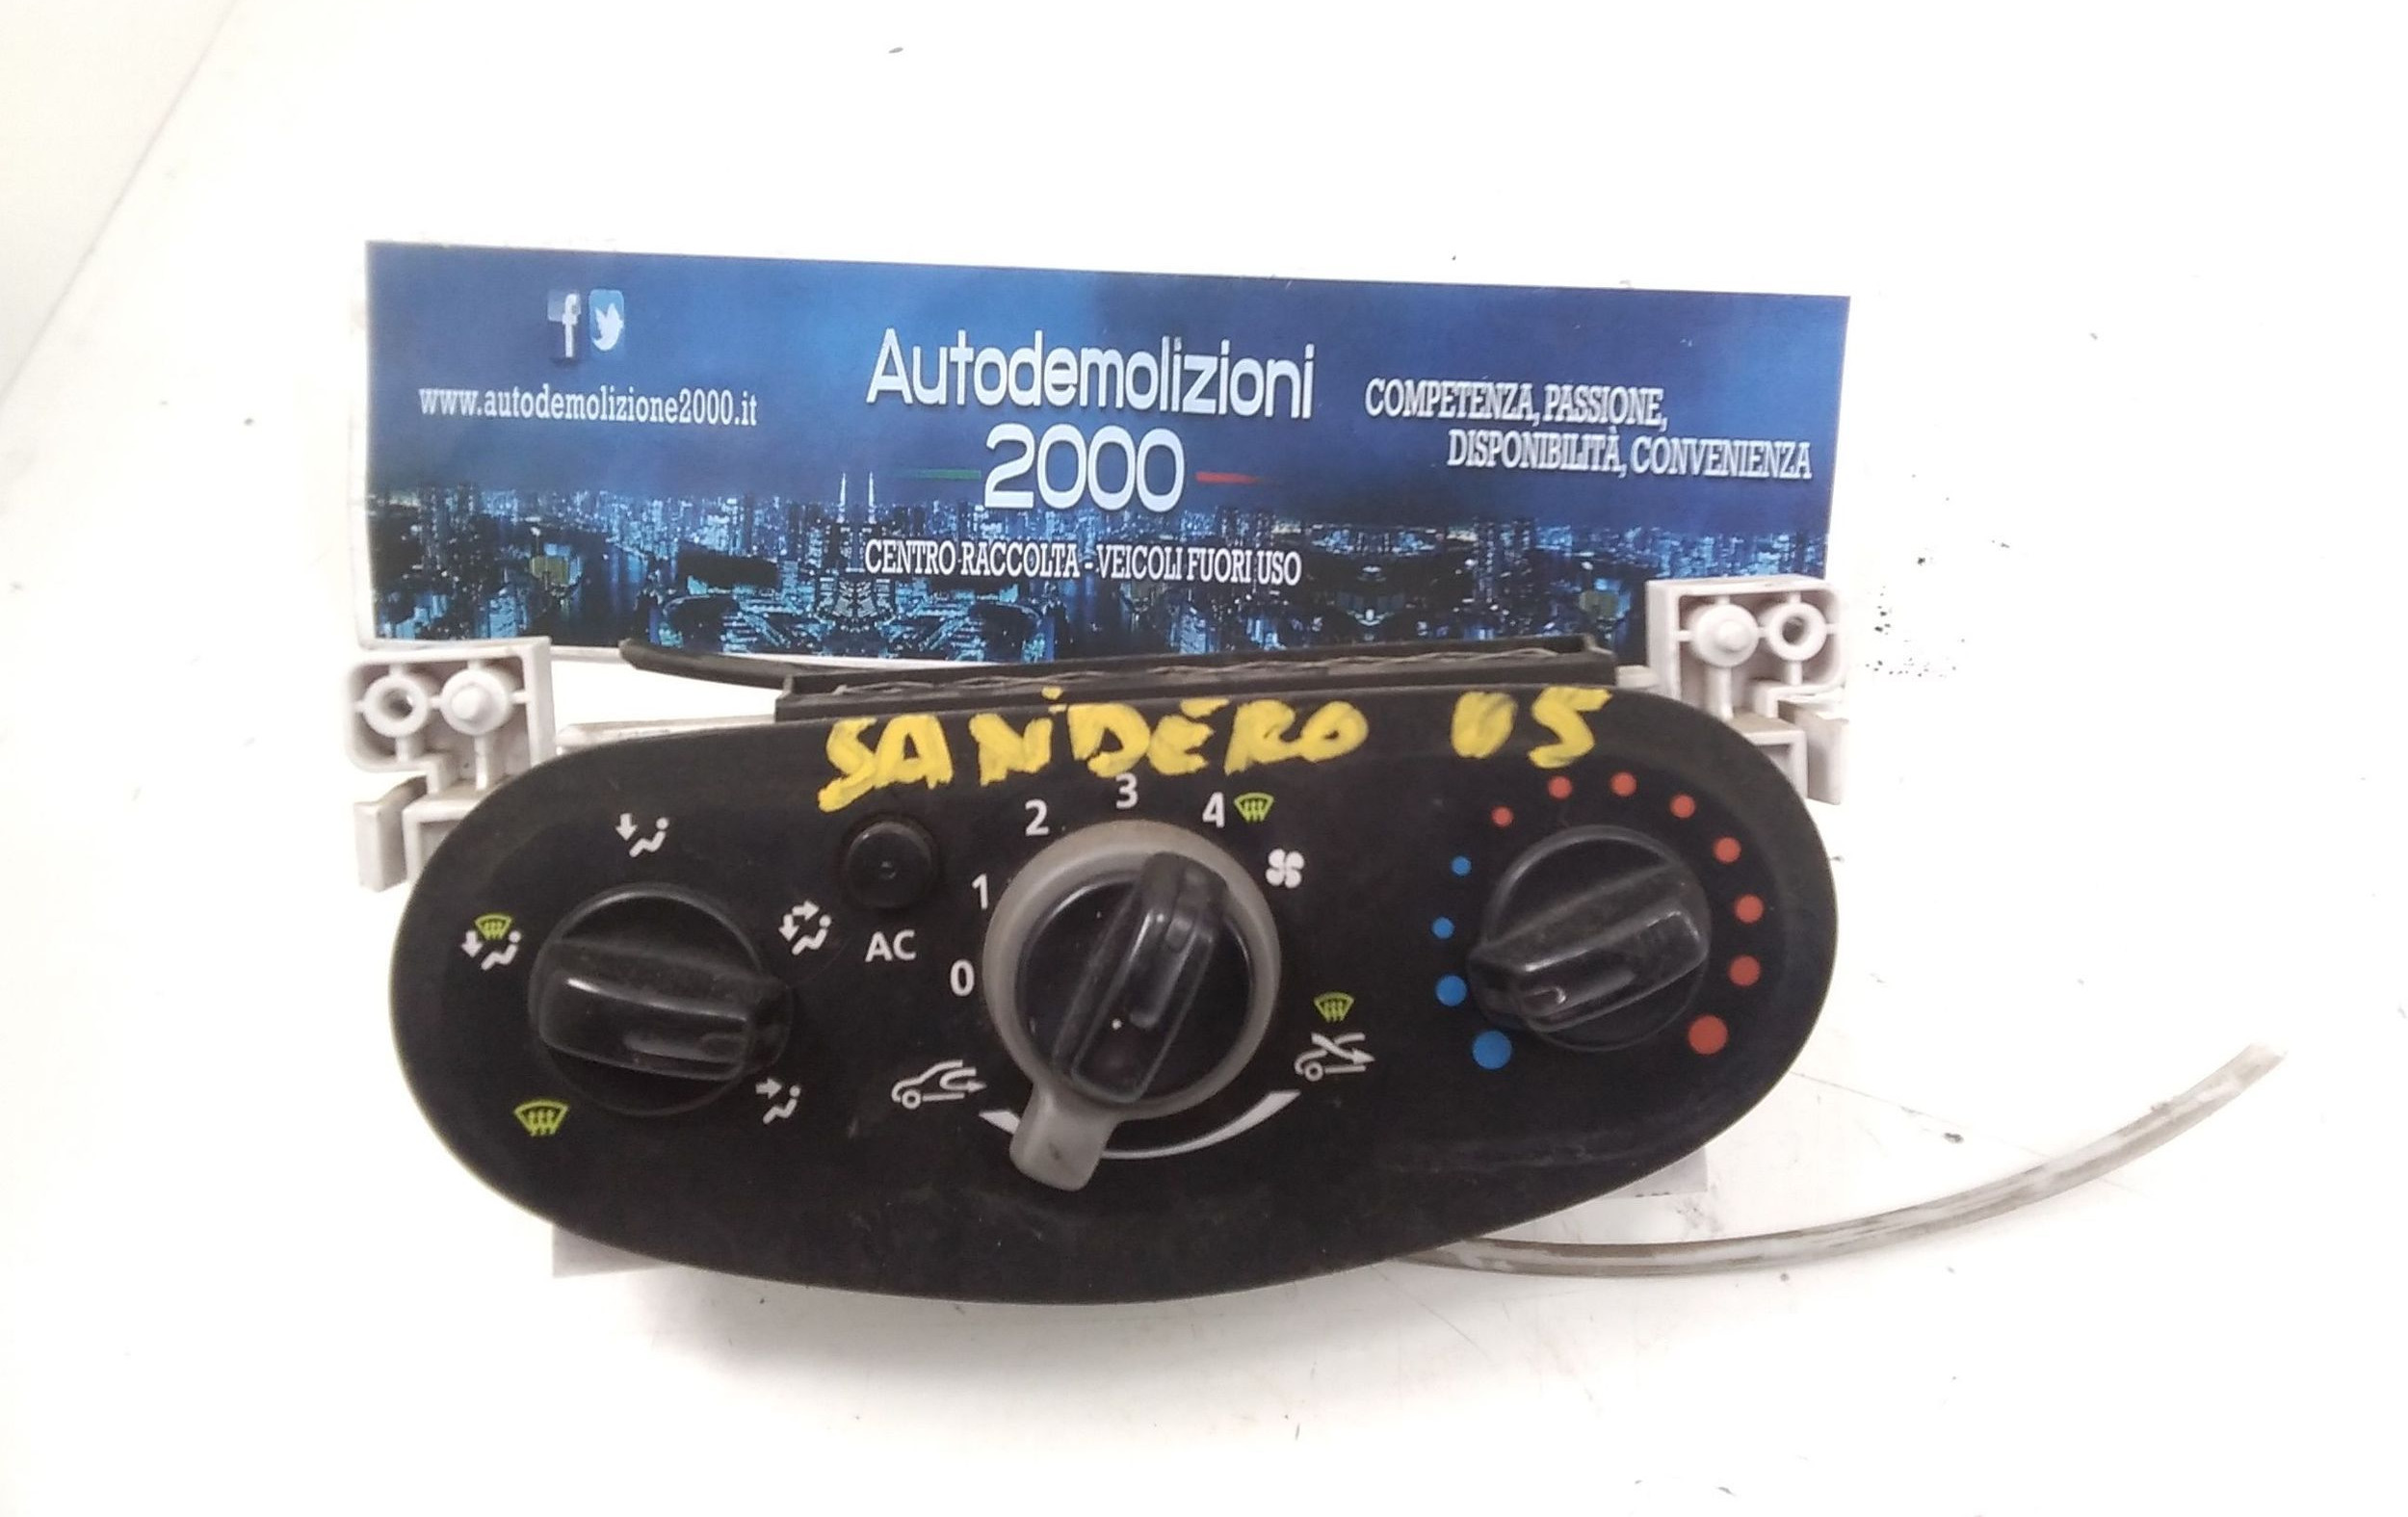 f
www.autodemolizione2000.it
Autodemolizioni
2000
COMPETENZA, PASSIONE,
DISPONIBILITÀ, CONVENIENZA
CENTRO RACCOLTA - VEICOLI FUORI USO
SANDERO 05
0 1 2 3 4
AC